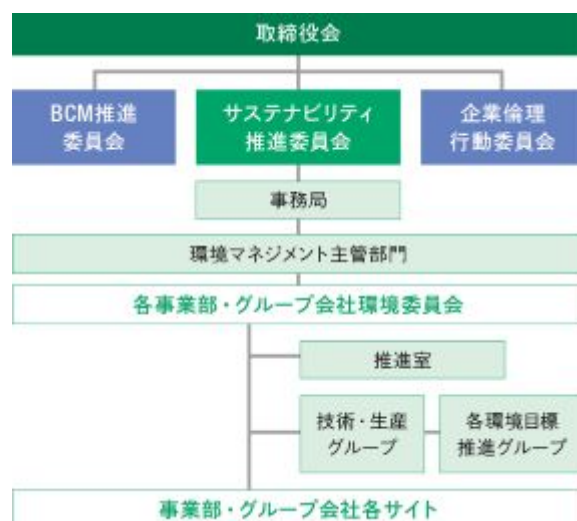 取締役会
BCM推進
委員会
サステナビリティ
推進委員会
企業倫理
行動委員会
事務局
環境マネジメント主管部門
各事業部・グループ会社環境委員会
推進室
技術・生産
グループ
各環境目標
推進グループ
事業部・グループ会社各サイト